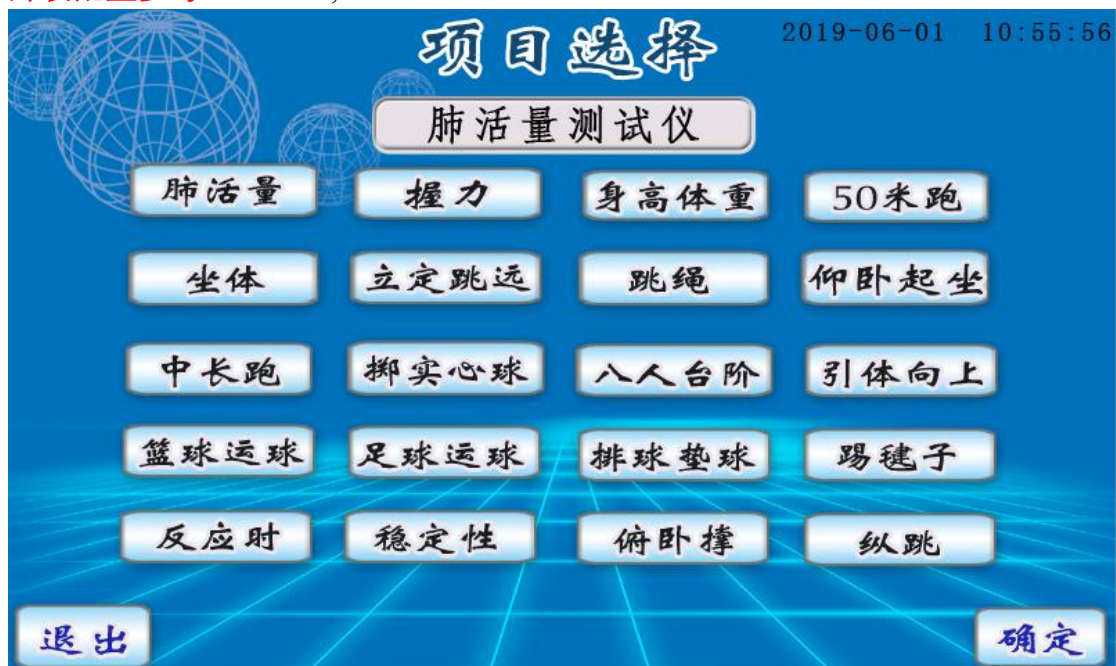 项目选择 2019-06-01 10:55:56
肺活量测试仪
肺活量 握力 身高体重 50米跑
坐体 立定跳远 跳绳 仰卧起坐
中长跑 掷实心球 八人台阶 引体向上
篮球运球 足球运球 排球垫球 踢毽子
反应时 稳定性 俯卧撑 纵跳
退出 确定